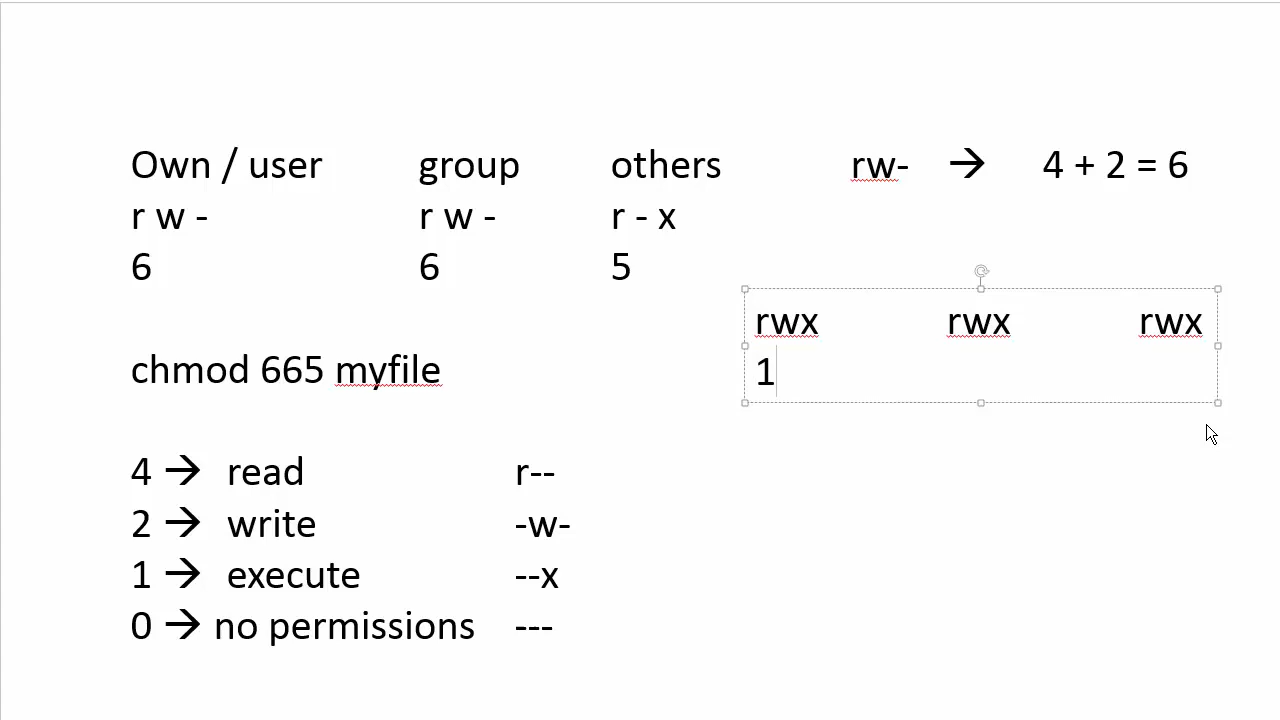 Own / user group others rw- → 4 + 2 = 6
r w - r w - r - x
6 6 5
rwx rwx rwx
1
chmod 665 myfile
4 → read r--
2 → write -w-
1 → execute --x
0 → no permissions ---